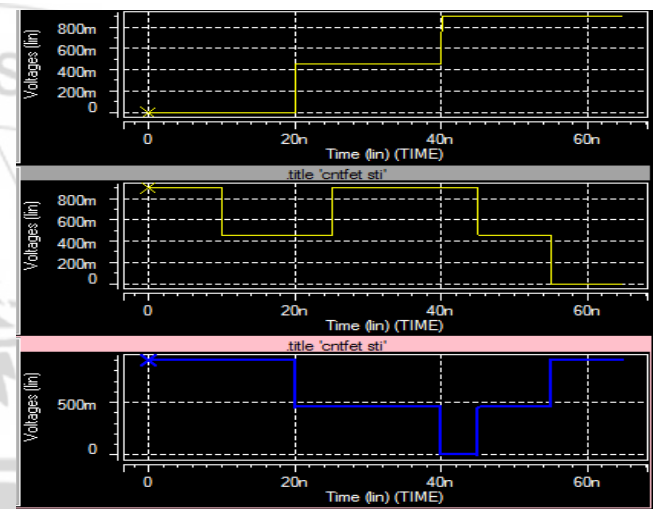 Voltages (lin)
800m
600m
400m
200m
0
0 20n 40n 60n
Time (lin) (TIME)
.title 'cntfet sti'
Voltages (lin)
800m
600m
400m
200m
0
0 20n 40n 60n
Time (lin) (TIME)
.title 'cntfet sti'
Voltages (lin)
500m
0
0 20n 40n 60n
Time (lin) (TIME)